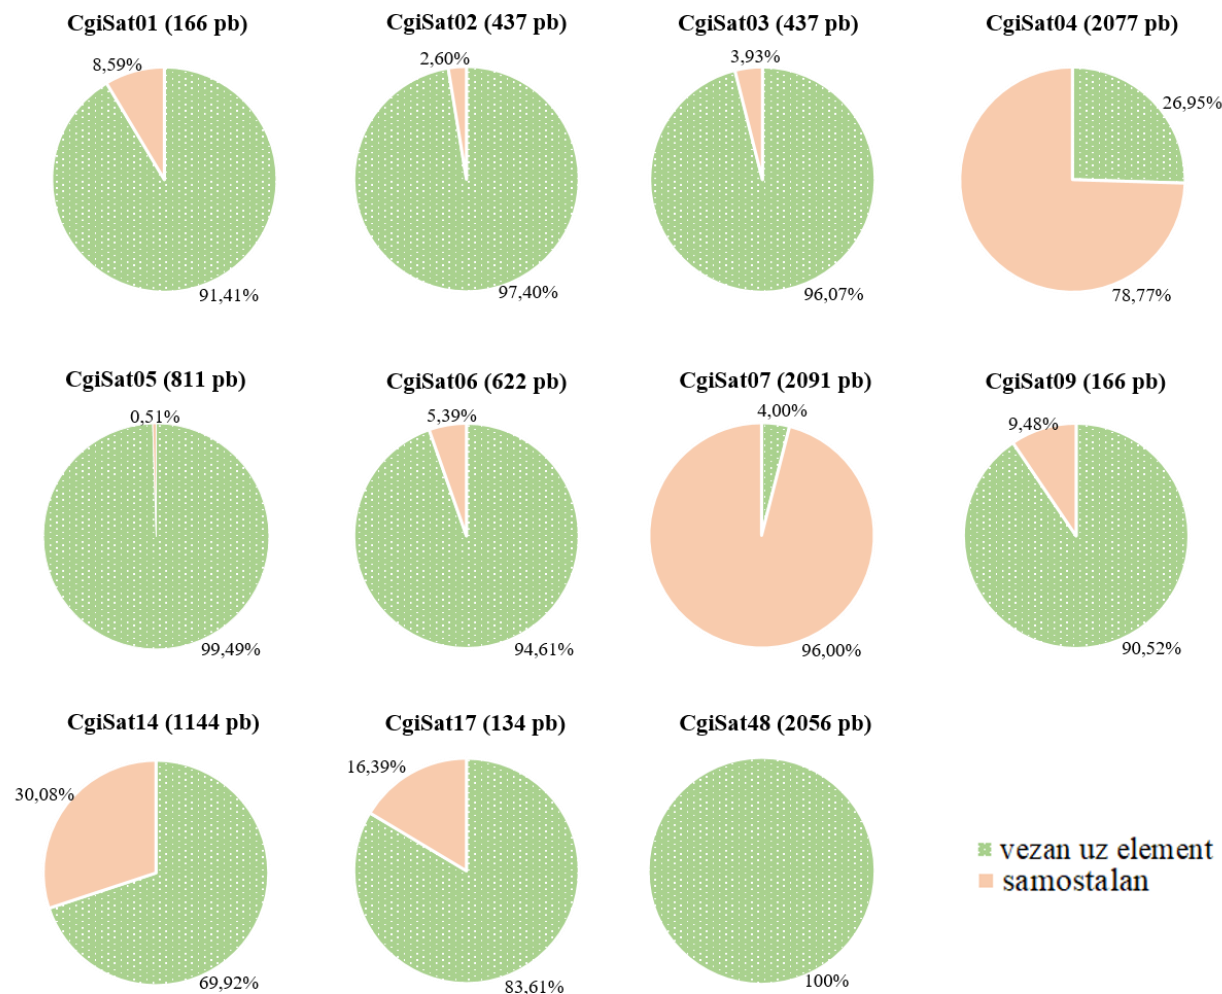 CgiSat01 (166 pb)
8,59%
91,41%
CgiSat02 (437 pb)
2,60%
97,40%
CgiSat03 (437 pb)
3,93%
96,07%
CgiSat04 (2077 pb)
26,95%
78,77%
CgiSat05 (811 pb)
0,51%
99,49%
CgiSat06 (622 pb)
5,39%
94,61%
CgiSat07 (2091 pb)
4,00%
96,00%
CgiSat09 (166 pb)
9,48%
90,52%
CgiSat14 (1144 pb)
30,08%
69,92%
CgiSat17 (134 pb)
16,39%
83,61%
CgiSat48 (2056 pb)
100%
vezan uz element
samostalan